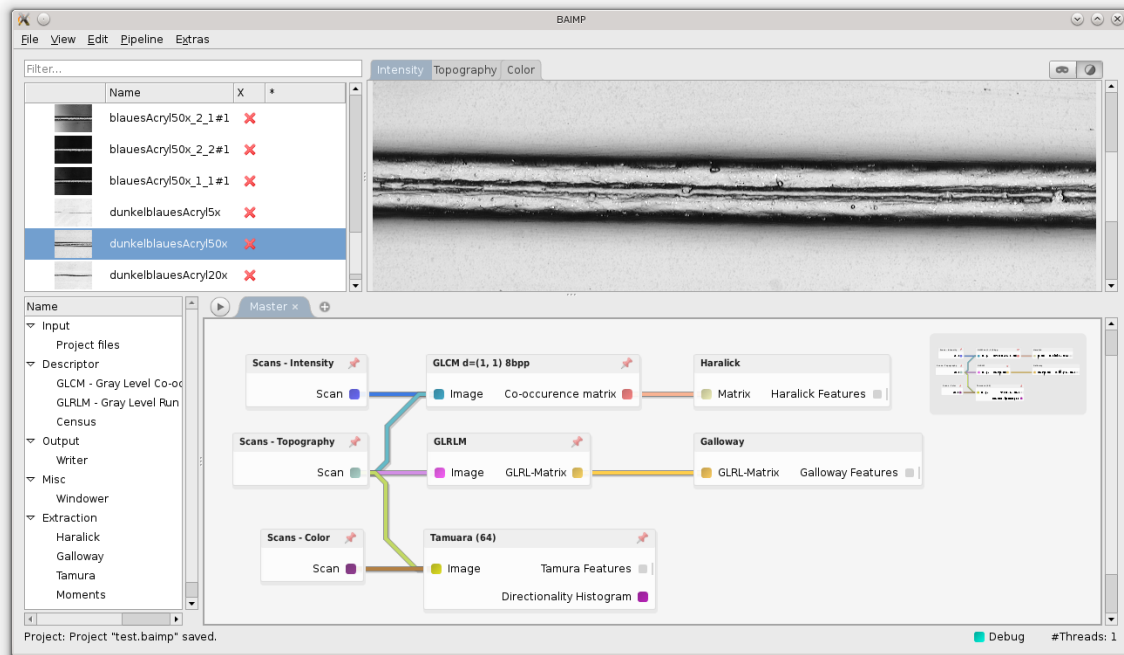 BAIMP
File View Edit Pipeline Extras
Filter...
Name X *
blauesAcryl50x_2_1#1
blauesAcryl50x_2_2#1
blauesAcryl50x_1_1#1
dunkelblauesAcryl5x
dunkelblauesAcryl50x
dunkelblauesAcryl20x
Intensity Topography Color
Name
Input
Project files
Descriptor
GLCM - Gray Level Co-oc
GLRLM - Gray Level Run
Census
Output
Writer
Misc
Windower
Extraction
Haralick
Galloway
Tamura
Moments
Master ×
Scans - Intensity
Scan
GLCM d=(1, 1) 8bpp
Image Co-occurence matrix
Haralick
Matrix Haralick Features
Scans - Topography
Scan
GLRLM
Image GLRL-Matrix
Galloway
GLRL-Matrix Galloway Features
Scans - Color
Scan
Tamuara (64)
Image Tamura Features
Directionality Histogram
Project: Project "test.baimp" saved.
Debug #Threads: 1